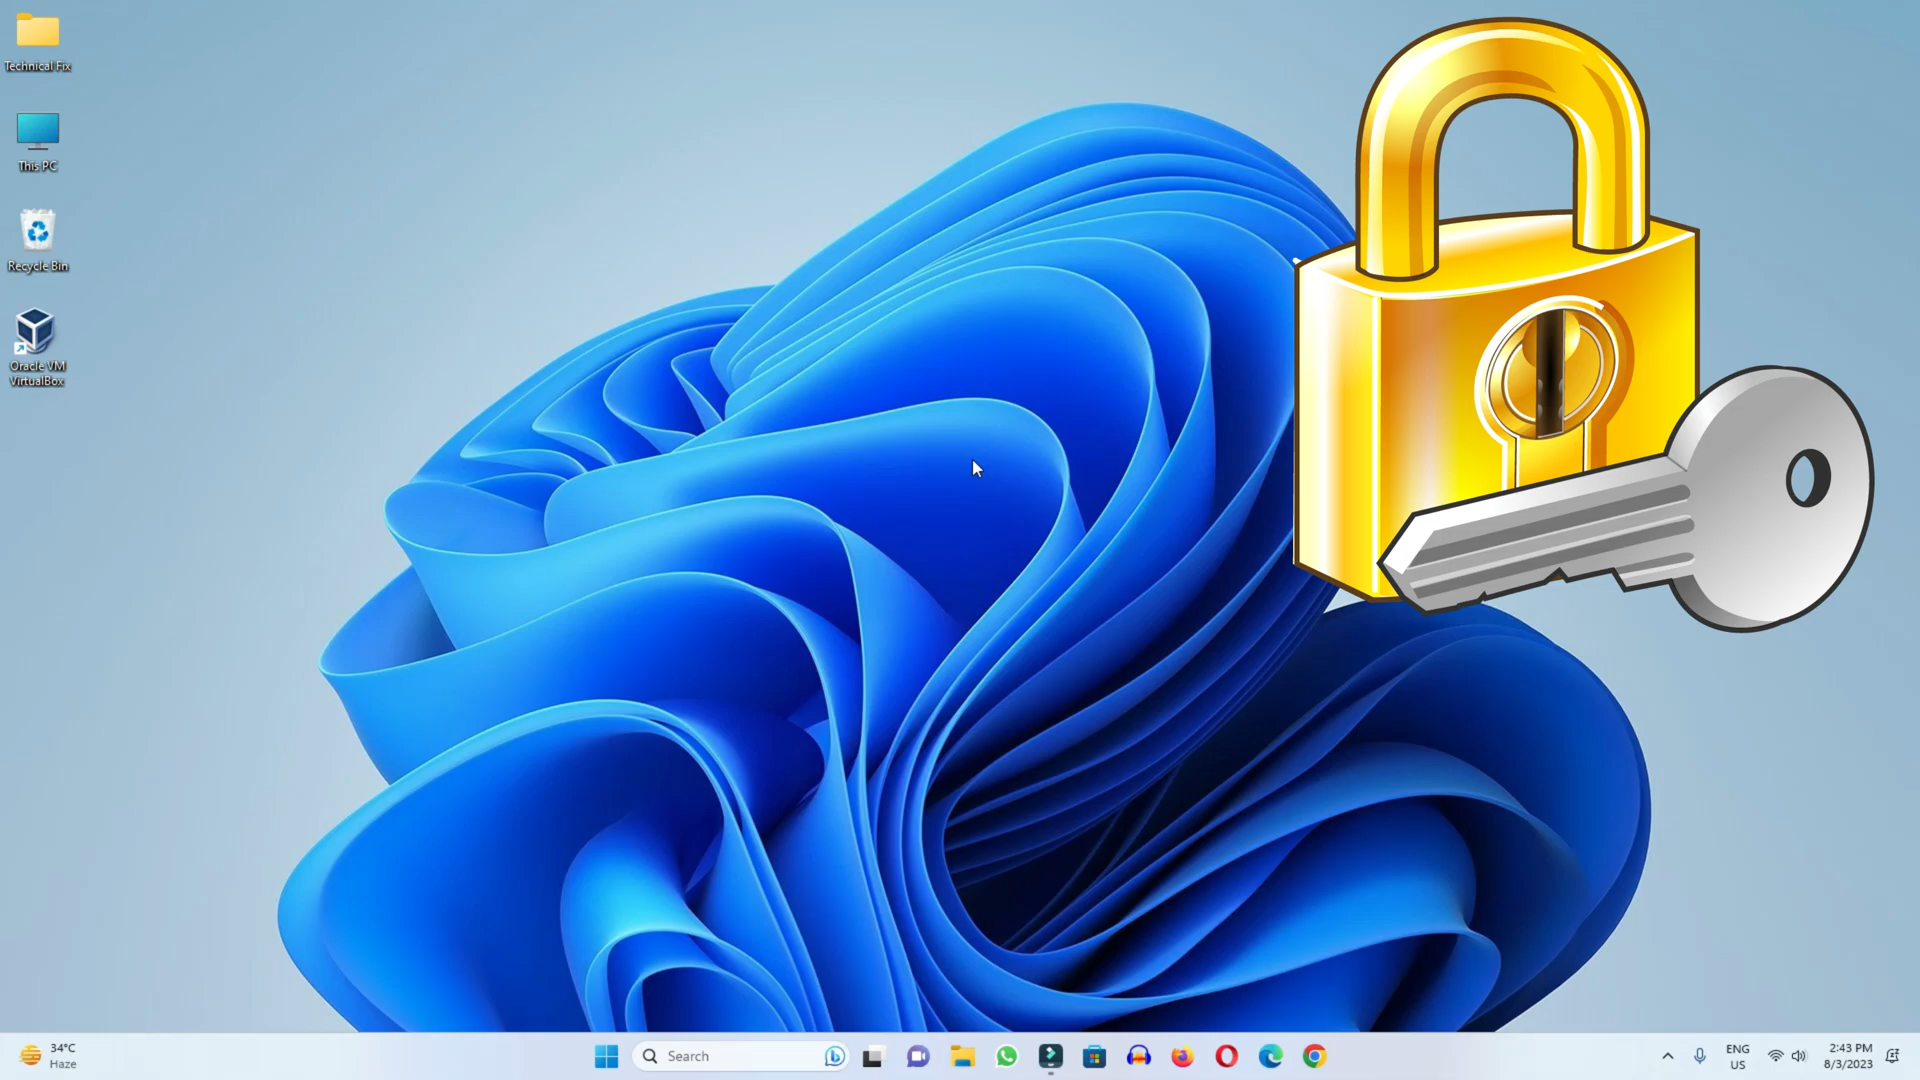 Technical Fix
This PC
Recycle Bin
Oracle VM
VirtualBox
34°C
Haze
Search
ENG
US
2:43 PM
8/3/2023